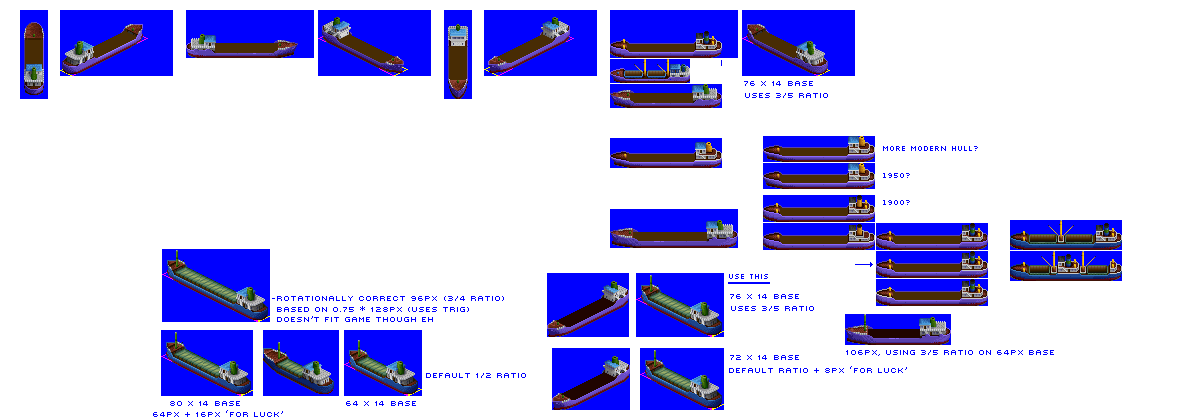 76 X 14 BASE
USES 3/5 RATIO
MORE MODERN HULL?
1950?
1900?
USE THIS
76 X 14 BASE
USES 3/5 RATIO
-ROTATIONALLY CORRECT 96PX (3/4 RATIO)
BASED ON 0.75 * 128PX (USES TRIG)
DOESN'T FIT GAME THOUGH EH
106PX, USING 3/5 RATIO ON 64PX BASE
72 X 14 BASE
DEFAULT RATIO + 8PX 'FOR LUCK'
DEFAULT 1/2 RATIO
80 X 14 BASE
64PX + 16PX 'FOR LUCK'
64 X 14 BASE